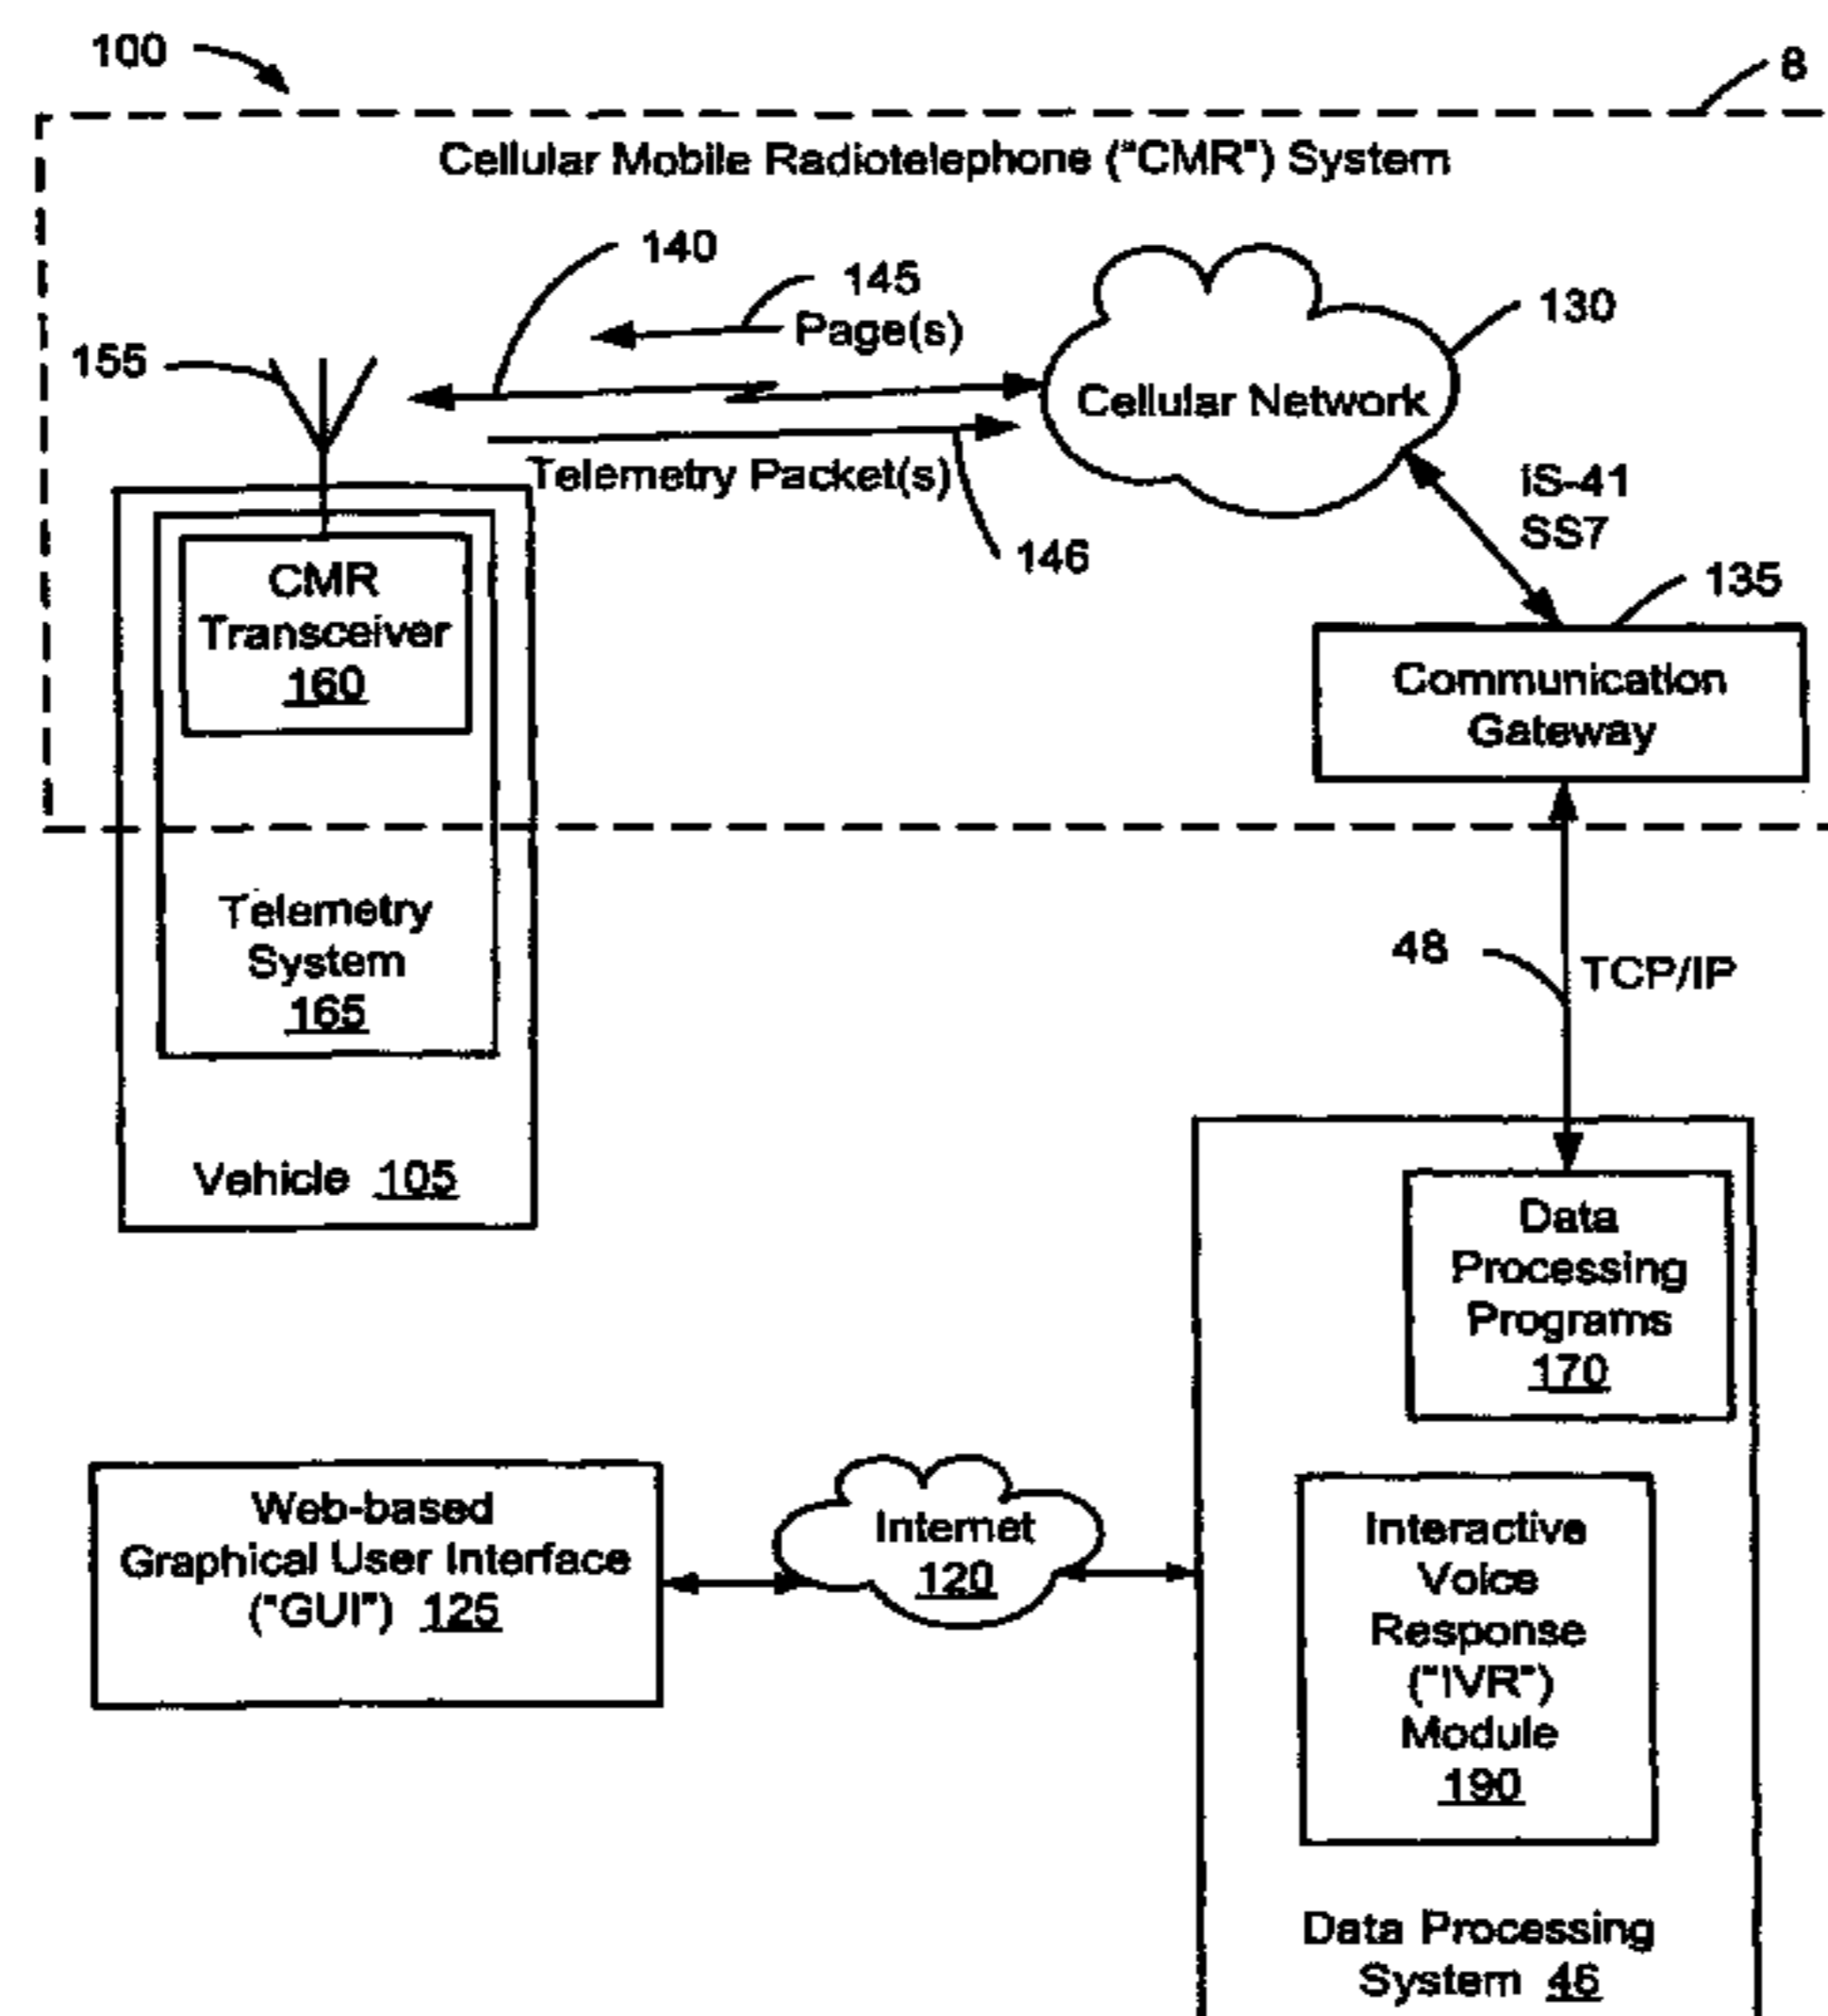 100
8
Cellular Mobile Radiotelephone ("CMR") System
140
145
Page(s)
130
155
Cellular Network
Telemetry Packet(s)
146
IS-41
SS7
135
CMR
Transceiver
160
Communication
Gateway
Telemetry
System
165
48
TCP/IP
Vehicle 105
Data
Processing
Programs
170
Web-based
Graphical User Interface
("GUI") 125
Internet
120
Interactive
Voice
Response
("IVR")
Module
190
Data Processing
System 46